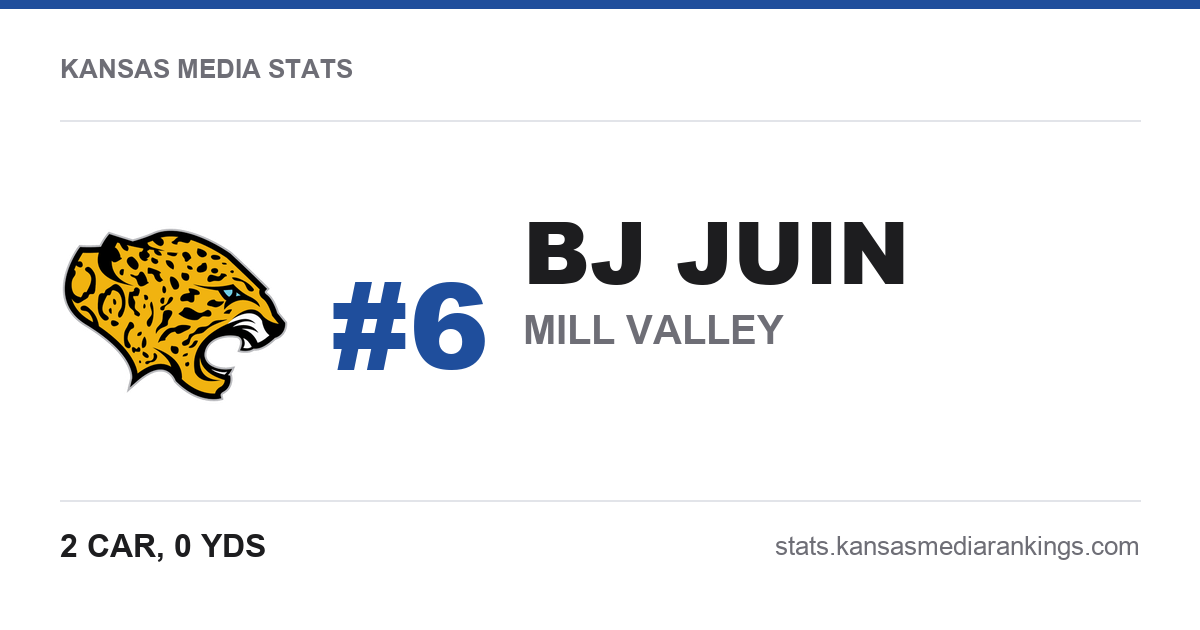 KANSAS MEDIA STATS
#6
BJ JUIN
MILL VALLEY
2 CAR, 0 YDS
stats.kansasmediarankings.com